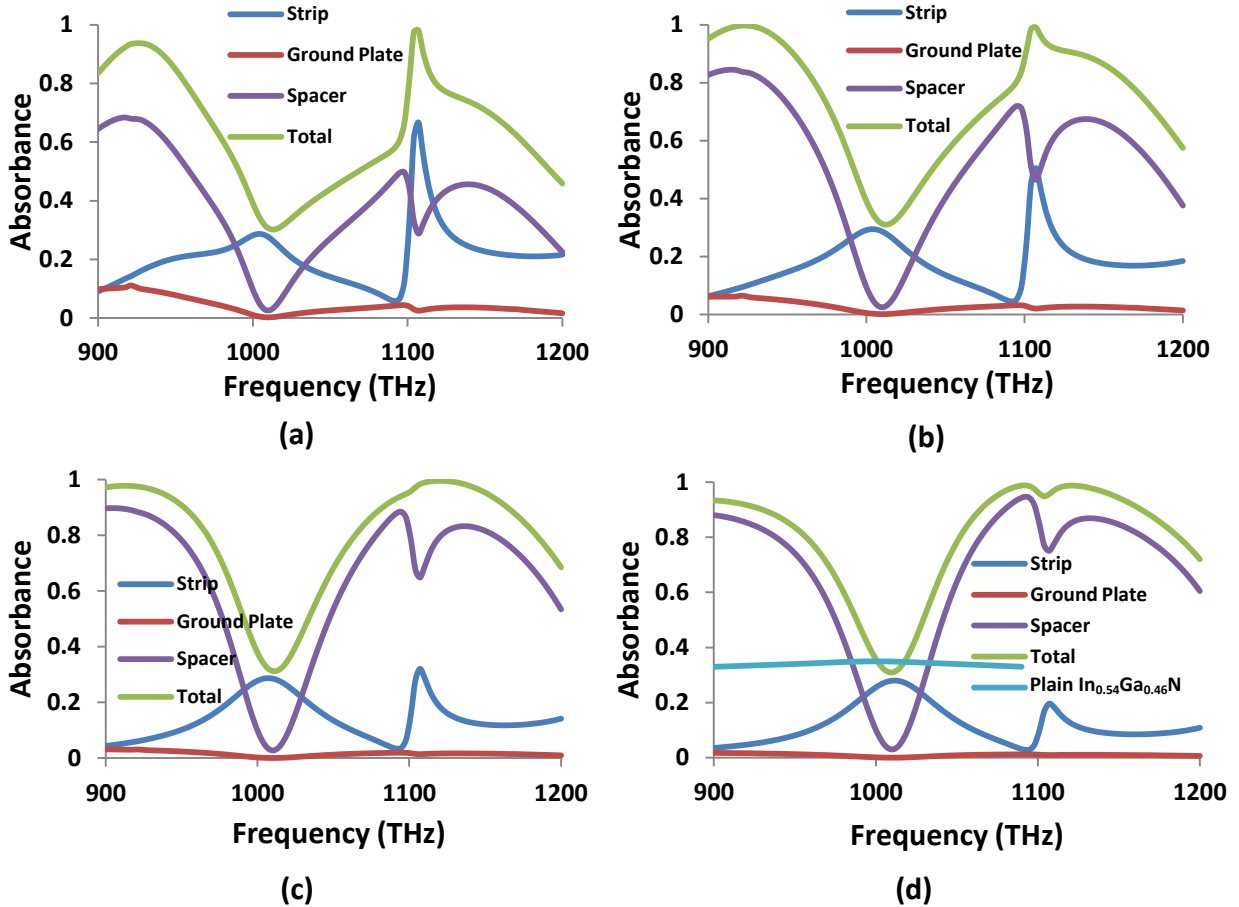 1
0.8
0.6
0.4
0.2
0
Absorbance
Strip
Ground Plate
Spacer
Total
900
1000
1100
1200
Frequency (THz)
(a)
1
0.8
0.6
0.4
0.2
0
Absorbance
Strip
Ground Plate
Spacer
Total
900
1000
1100
1200
Frequency (THz)
(b)
1
0.8
0.6
0.4
0.2
0
Absorbance
Strip
Ground Plate
Spacer
Total
900
1000
1100
1200
Frequency (THz)
(c)
1
0.8
0.6
0.4
0.2
0
Absorbance
Strip
Ground Plate
Spacer
Total
Plain In₀.₅₄Ga₀.₄₆N
900
1000
1100
1200
Frequency (THz)
(d)